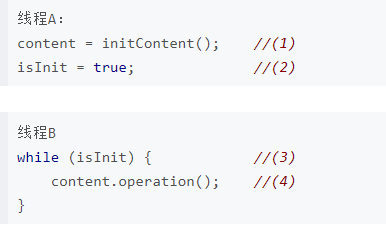 线程A：
content = initContent();    //(1)
isInit = true;              //(2)
线程B
while (isInit) {            //(3)
    content.operation();    //(4)
}